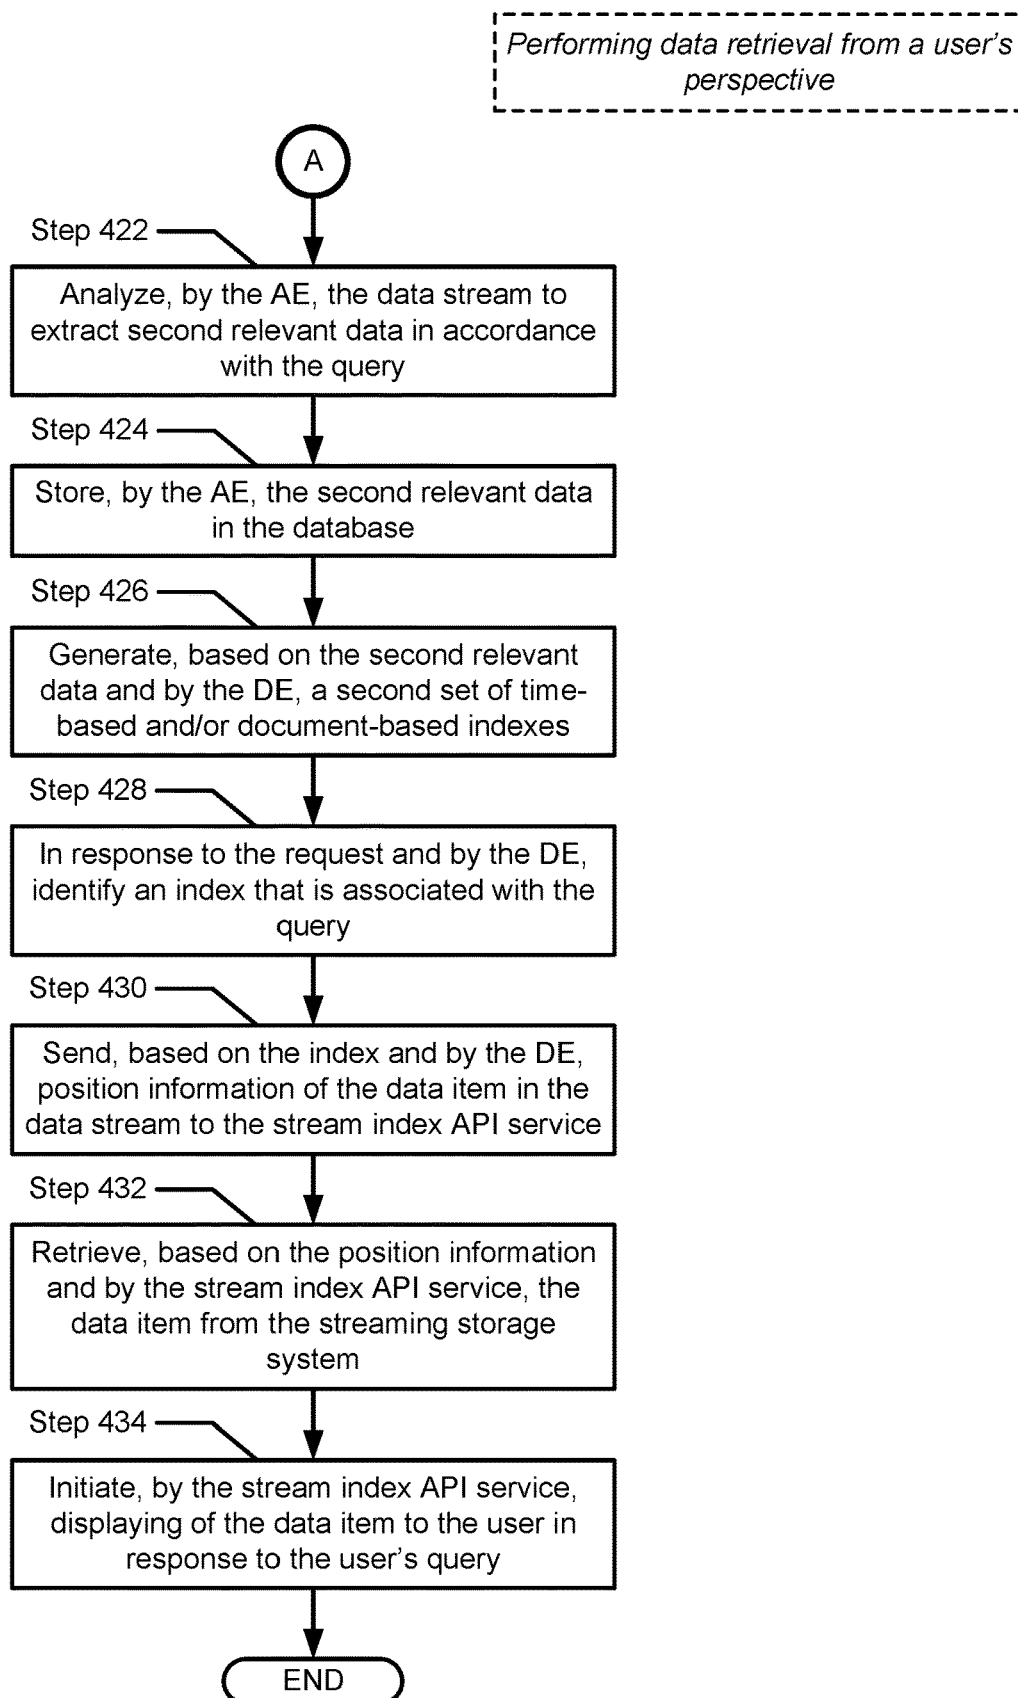 Performing data retrieval from a user's
perspective
A
Step 422
Analyze, by the AE, the data stream to
extract second relevant data in accordance
with the query
Step 424
Store, by the AE, the second relevant data
in the database
Step 426
Generate, based on the second relevant
data and by the DE, a second set of time-
based and/or document-based indexes
Step 428
In response to the request and by the DE,
identify an index that is associated with the
query
Step 430
Send, based on the index and by the DE,
position information of the data item in the
data stream to the stream index API service
Step 432
Retrieve, based on the position information
and by the stream index API service, the
data item from the streaming storage
system
Step 434
Initiate, by the stream index API service,
displaying of the data item to the user in
response to the user's query
END